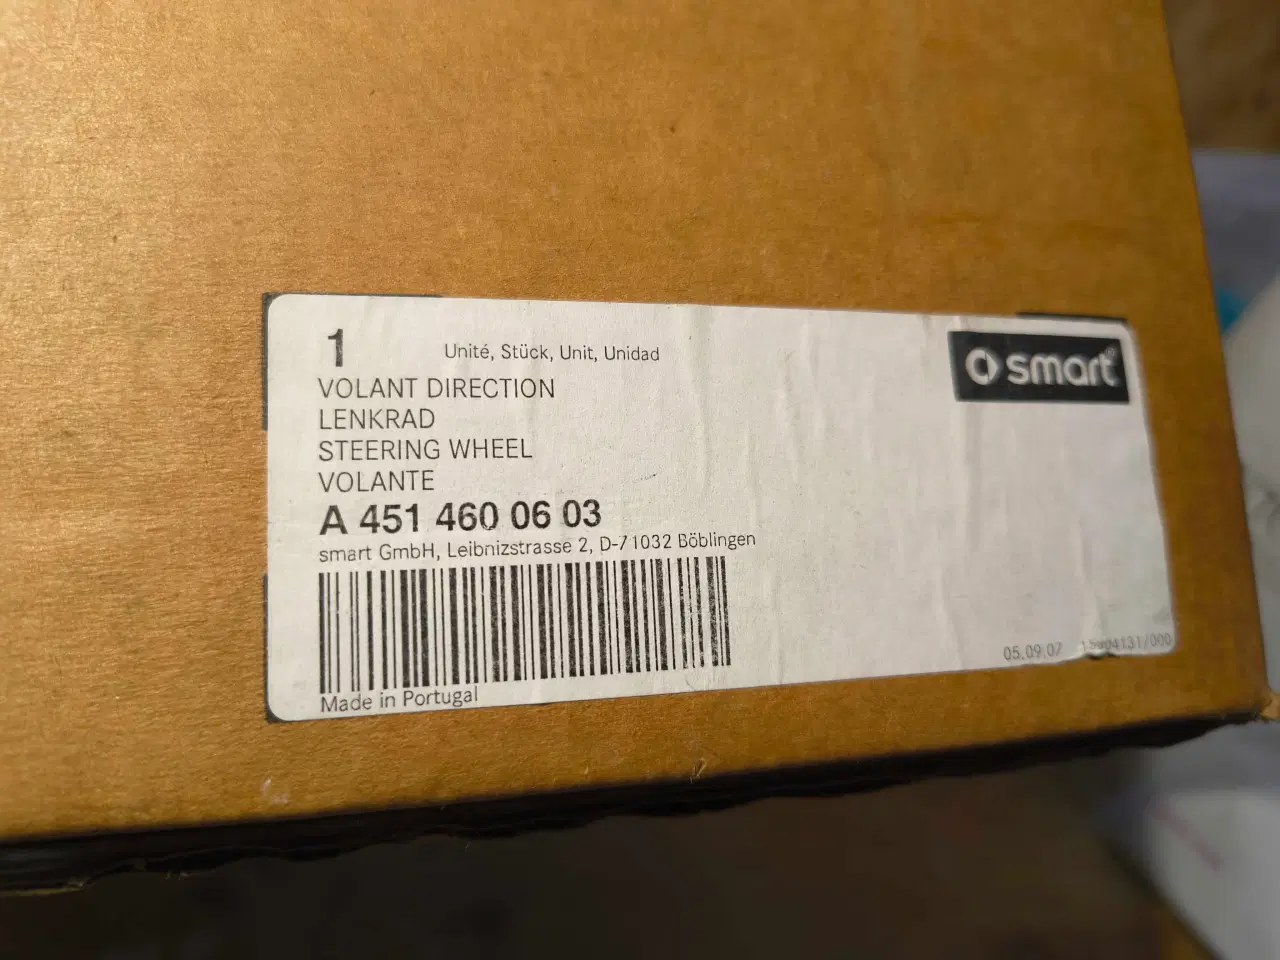 1 Unité, Stück, Unit, Unidad
smart
VOLANT DIRECTION
LENKRAD
STEERING WHEEL
VOLANTE
A 451 460 06 03
smart GmbH, Leibnizstrasse 2, D-71032 Böblingen
Made in Portugal
05.09.07